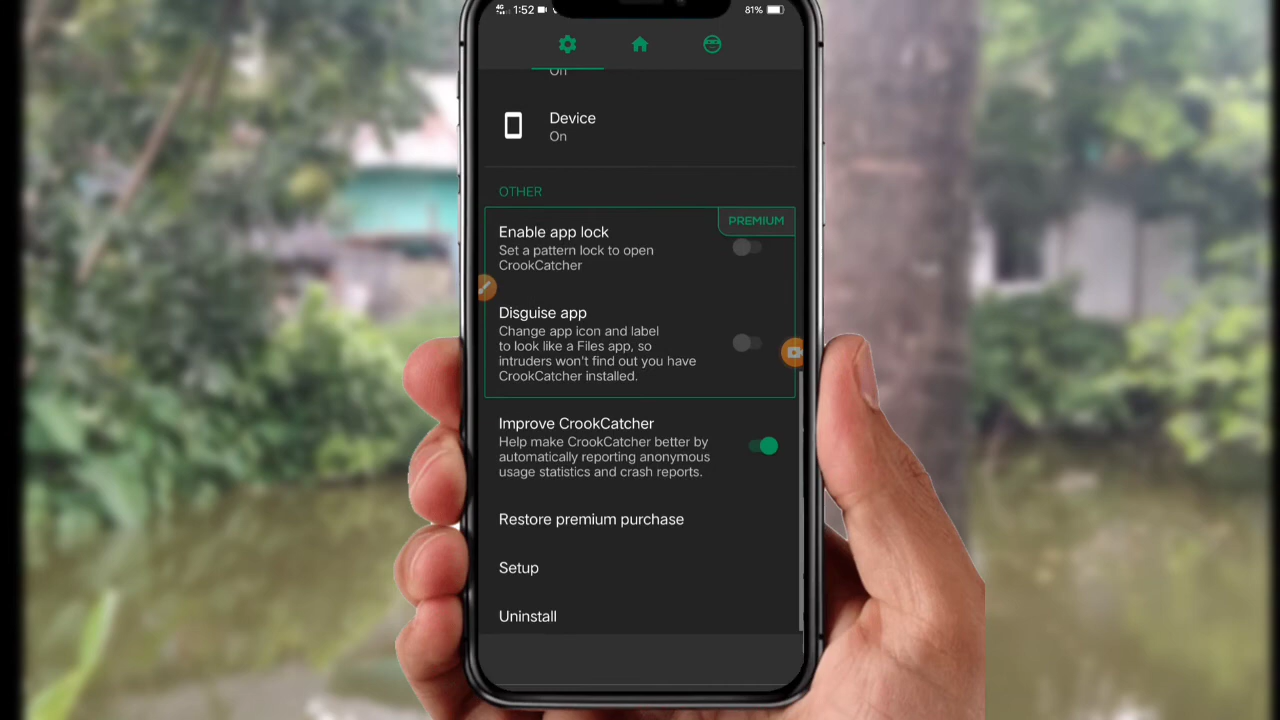 4G 1:52
81%
Off
Device
On
OTHER
PREMIUM
Enable app lock
Set a pattern lock to open
CrookCatcher
Disguise app
Change app icon and label
to look like a Files app, so
intruders won't find out you have
CrookCatcher installed.
Improve CrookCatcher
Help make CrookCatcher better by
automatically reporting anonymous
usage statistics and crash reports.
Restore premium purchase
Setup
Uninstall